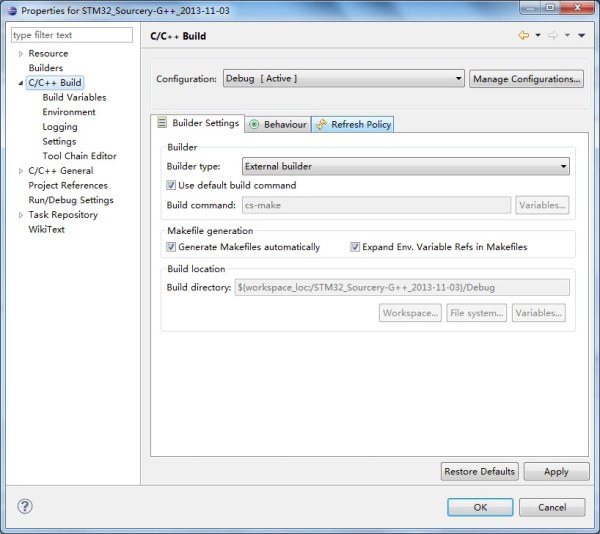 Properties for STM32_Sourcery-G++_2013-11-03
type filter text
Resource
Builders
C/C++ Build
Build Variables
Environment
Logging
Settings
Tool Chain Editor
C/C++ General
Project References
Run/Debug Settings
Task Repository
WikiText
C/C++ Build
Configuration: Debug [ Active ] Manage Configurations...
Builder Settings Behaviour Refresh Policy
Builder
Builder type: External builder
Use default build command
Build command: cs-make Variables...
Makefile generation
Generate Makefiles automatically Expand Env. Variable Refs in Makefiles
Build location
Build directory: ${workspace_loc:/STM32_Sourcery-G++_2013-11-03}/Debug
Workspace... File system... Variables...
Restore Defaults Apply
? OK Cancel